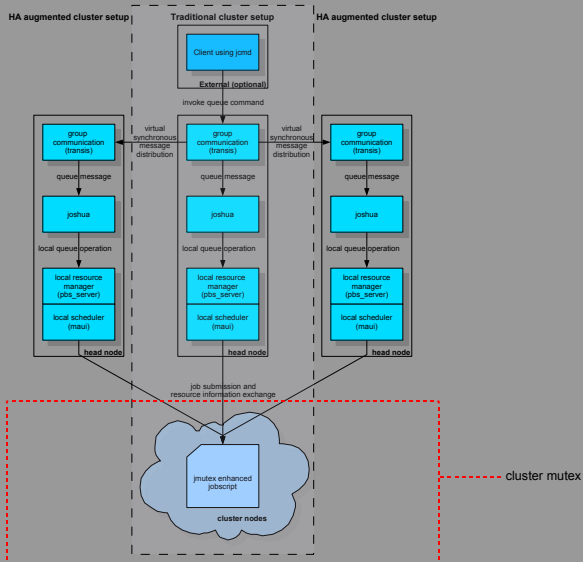 HA augmented cluster setup
Traditional cluster setup
HA augmented cluster setup
Client using jcmd
External (optional)
invoke queue command
group
communication
(transis)
virtual
synchronous
message
distribution
group
communication
(transis)
virtual
synchronous
message
distribution
group
communication
(transis)
queue message
queue message
queue message
joshua
joshua
joshua
local queue operation
local queue operation
local queue operation
local resource
manager
(pbs_server)
local resource
manager
(pbs_server)
local resource
manager
(pbs_server)
local scheduler
(maui)
local scheduler
(maui)
local scheduler
(maui)
head node
head node
head node
job submission and
resource information exchange
jmutex enhanced
jobscript
cluster nodes
cluster mutex